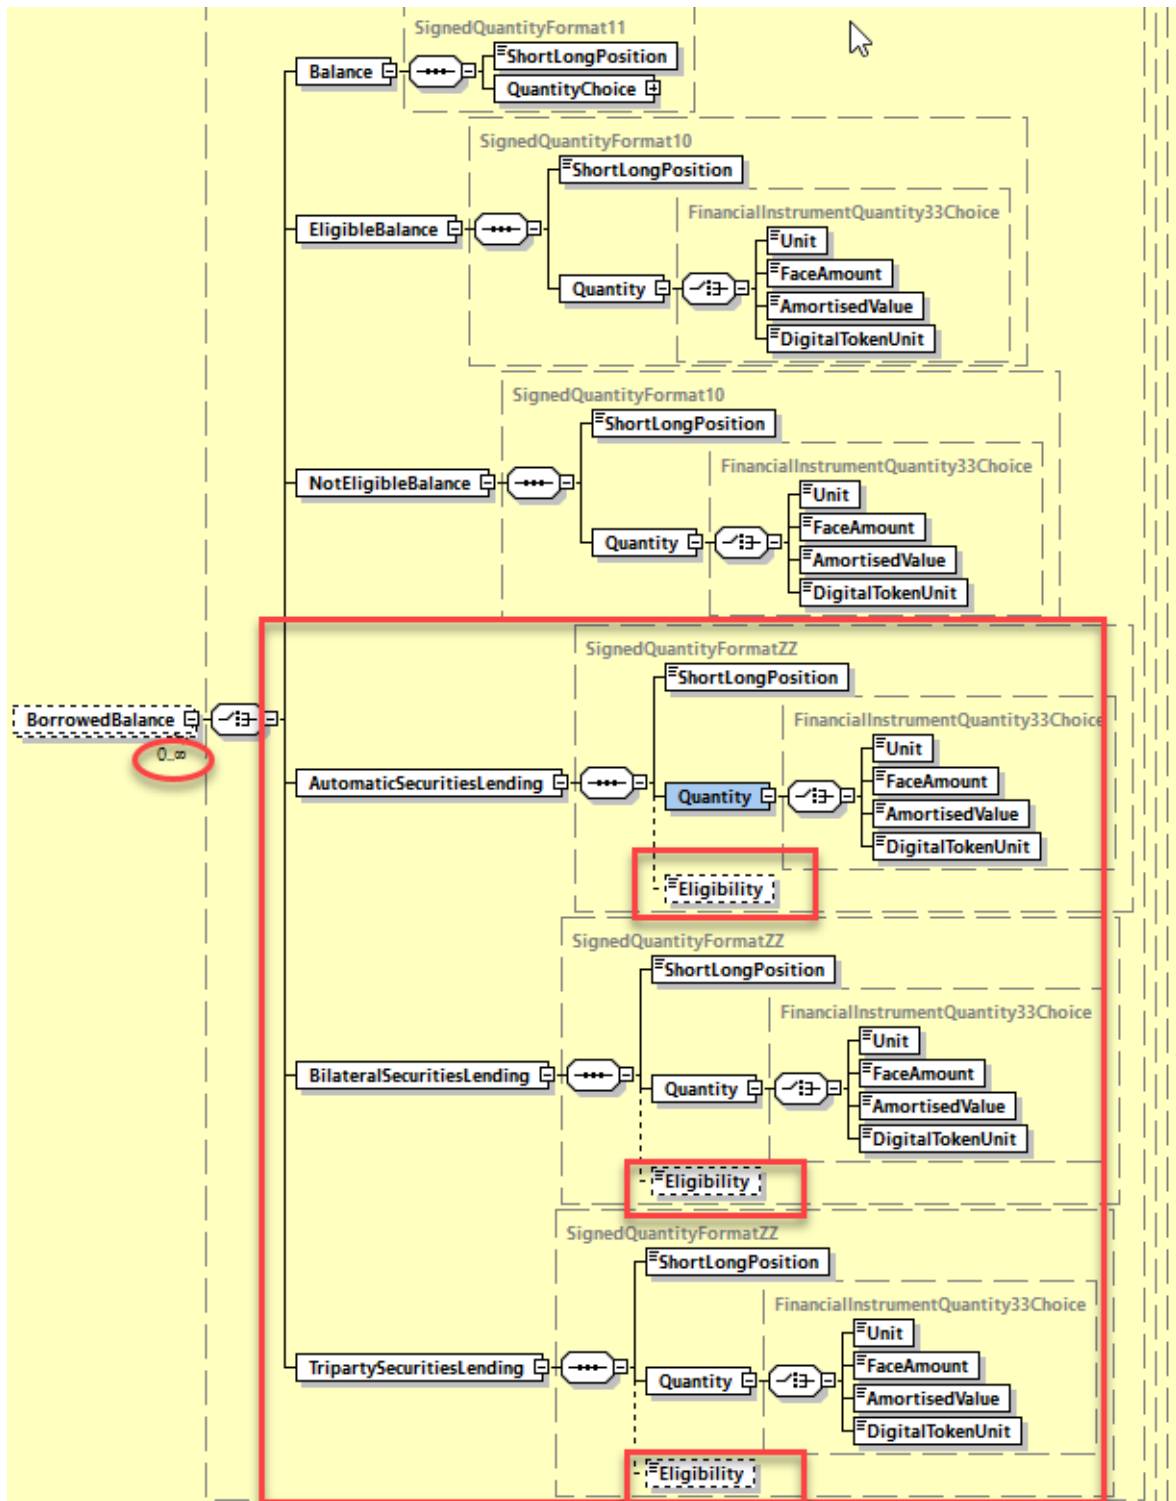 SignedQuantityFormat11
ShortLongPosition
Balance
QuantityChoice
SignedQuantityFormat10
ShortLongPosition
FinancialInstrumentQuantity33Choice
EligibleBalance
Unit
FaceAmount
Quantity
AmortisedValue
DigitalTokenUnit
SignedQuantityFormat10
ShortLongPosition
FinancialInstrumentQuantity33Choice
NotEligibleBalance
Unit
FaceAmount
Quantity
AmortisedValue
DigitalTokenUnit
SignedQuantityFormatZZ
ShortLongPosition
FinancialInstrumentQuantity33Choice
BorrowedBalance
0..∞
Unit
AutomaticSecuritiesLending
FaceAmount
Quantity
AmortisedValue
DigitalTokenUnit
Eligibility
SignedQuantityFormatZZ
ShortLongPosition
FinancialInstrumentQuantity33Choice
Unit
BilateralSecuritiesLending
FaceAmount
Quantity
AmortisedValue
DigitalTokenUnit
Eligibility
SignedQuantityFormatZZ
ShortLongPosition
FinancialInstrumentQuantity33Choice
Unit
TripartySecuritiesLending
FaceAmount
Quantity
AmortisedValue
DigitalTokenUnit
Eligibility